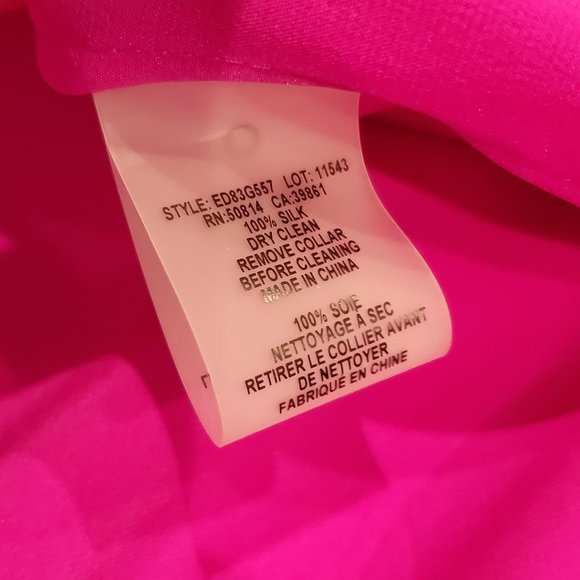 STYLE: ED83G557 LOT: 11543
RN:50814 CA:39861
100% SILK
DRY CLEAN
REMOVE COLLAR
BEFORE CLEANING
MADE IN CHINA
100% SOIE
NETTOYAGE A SEC
RETIRER LE COLLIER AVANT
DE NETTOYER
FABRIQUE EN CHINE